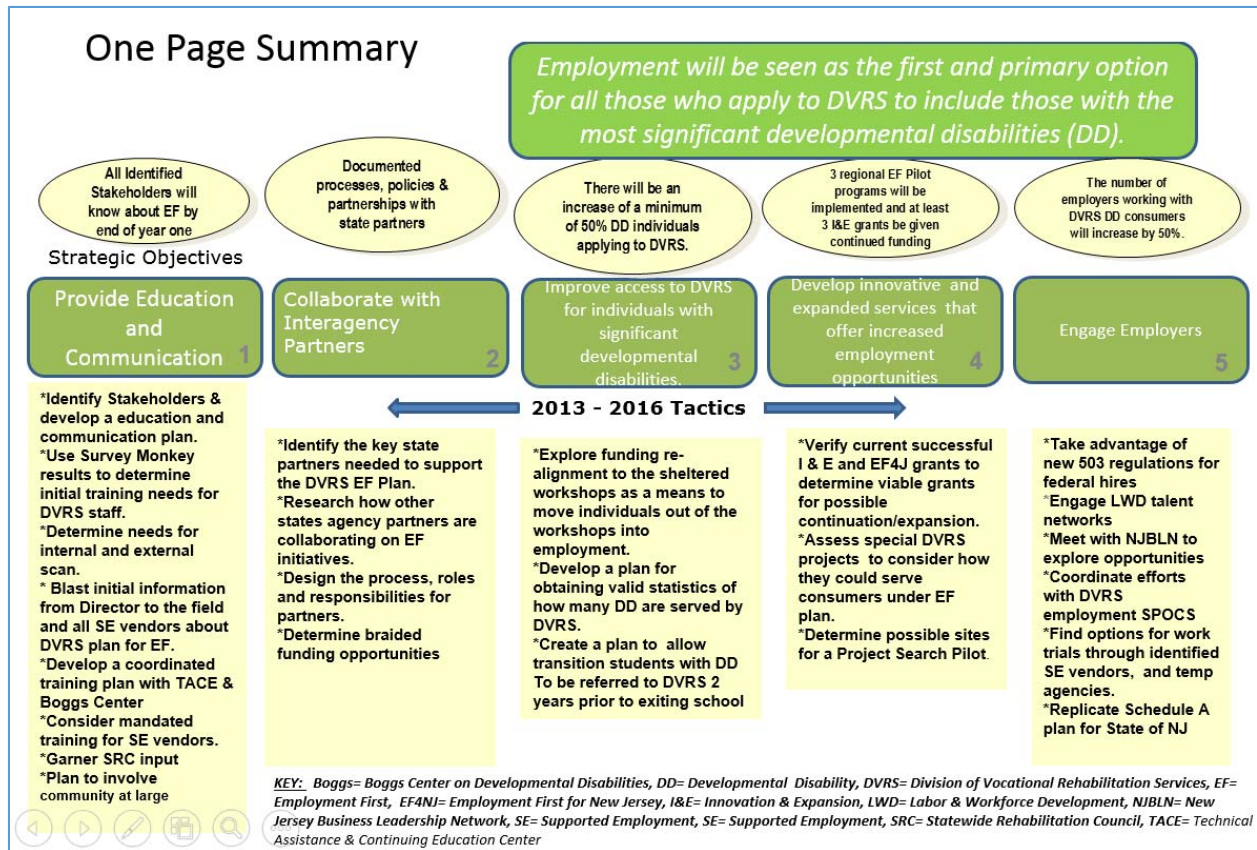 One Page Summary
Employment will be seen as the first and primary option
for all those who apply to DVRS to include those with the
most significant developmental disabilities (DD).
All Identified
Stakeholders will
know about EF by
end of year one
Documented
processes, policies &
partnerships with
state partners
There will be an
increase of a minimum
of 50% DD individuals
applying to DVRS.
3 regional EF Pilot
programs will be
implemented and at least
3 I&E grants be given
continued funding
The number of
employers working with
DVRS DD consumers
will increase by 50%.
Strategic Objectives
Provide Education
and
Communication 1
Collaborate with
Interagency
Partners
2
Improve access to DVRS
for individuals with
significant
developmental
disabilities. 3
Develop innovative and
expanded services that
offer increased
employment
opportunities 4
Engage Employers
5
2013 - 2016 Tactics
*Identify Stakeholders &
develop a education and
communication plan.
*Use Survey Monkey
results to determine
initial training needs for
DVRS staff.
*Determine needs for
internal and external
scan.
* Blast initial information
from Director to the field
and all SE vendors about
DVRS plan for EF.
*Develop a coordinated
training plan with TACE &
Boggs Center
*Consider mandated
training for SE vendors.
*Garner SRC input
*Plan to involve
community at large
*Identify the key state
partners needed to support
the DVRS EF Plan.
*Research how other
states agency partners are
collaborating on EF
initiatives.
*Design the process, roles
and responsibilities for
partners.
*Determine braided
funding opportunities
*Explore funding re-
alignment to the sheltered
workshops as a means to
move individuals out of the
workshops into
employment.
*Develop a plan for
obtaining valid statistics of
how many DD are served by
DVRS.
*Create a plan to allow
transition students with DD
To be referred to DVRS 2
years prior to exiting school
*Verify current successful
I & E and EF4J grants to
determine viable grants
for possible
continuation/expansion.
*Assess special DVRS
projects to consider how
they could serve
consumers under EF
plan.
*Determine possible sites
for a Project Search Pilot.
*Take advantage of
new 503 regulations for
federal hires
*Engage LWD talent
networks
*Meet with NJBLN to
explore opportunities
*Coordinate efforts
with DVRS
employment SPOCS
*Find options for work
trials through identified
SE vendors, and temp
agencies.
*Replicate Schedule A
plan for State of NJ
KEY: Boggs= Boggs Center on Developmental Disabilities, DD= Developmental Disability, DVRS= Division of Vocational Rehabilitation Services, EF=
Employment First, EF4NJ= Employment First for New Jersey, I&E= Innovation & Expansion, LWD= Labor & Workforce Development, NJBLN= New
Jersey Business Leadership Network, SE= Supported Employment, SE= Supported Employment, SRC= Statewide Rehabilitation Council, TACE= Technical
Assistance & Continuing Education Center